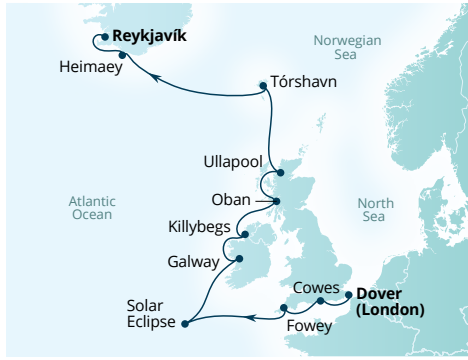 Reykjavík
Norwegian
Sea
Heimaey
Tórshavn
Ullapool
Atlantic
Ocean
Oban
North
Sea
Killybegs
Galway
Cowes
Dover
(London)
Solar
Eclipse
Fowey